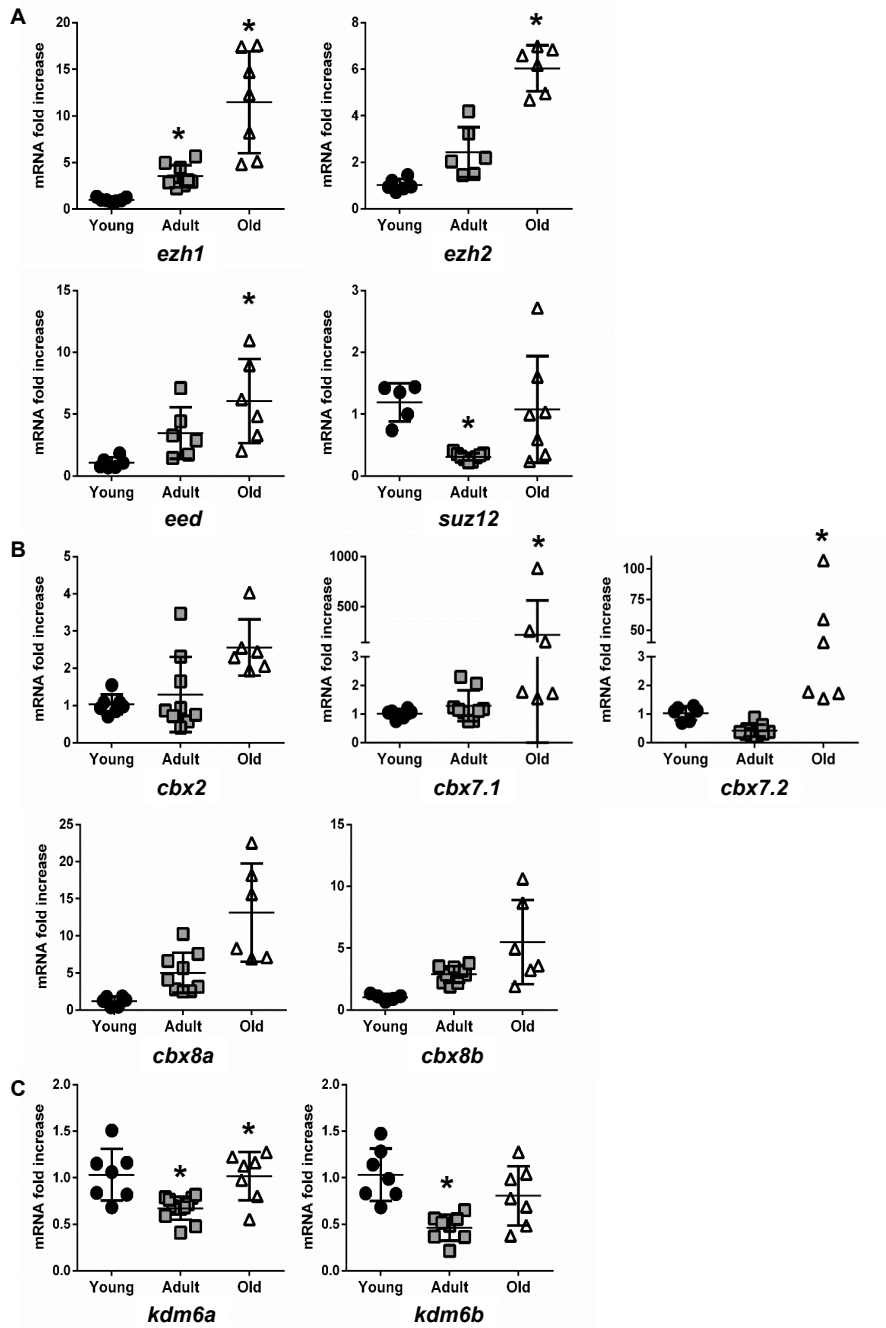 A
mRNA fold increase
20
15
10
5
0
*
*
Young Adult Old
ezh1
mRNA fold increase
8
6
4
2
0
*
Young Adult Old
ezh2
mRNA fold increase
15
10
5
0
*
Young Adult Old
eed
mRNA fold increase
3
2
1
0
*
Young Adult Old
suz12
B
mRNA fold increase
5
4
3
2
1
0
Young Adult Old
cbx2
mRNA fold increase
1000
500
3
2
1
0
*
Young Adult Old
cbx7.1
mRNA fold increase
100
75
50
3
2
1
0
*
Young Adult Old
cbx7.2
mRNA fold increase
25
20
15
10
5
0
Young Adult Old
cbx8a
mRNA fold increase
15
10
5
0
Young Adult Old
cbx8b
C
mRNA fold increase
2.0
1.5
1.0
0.5
0.0
*
*
Young Adult Old
kdm6a
mRNA fold increase
2.0
1.5
1.0
0.5
0.0
*
Young Adult Old
kdm6b